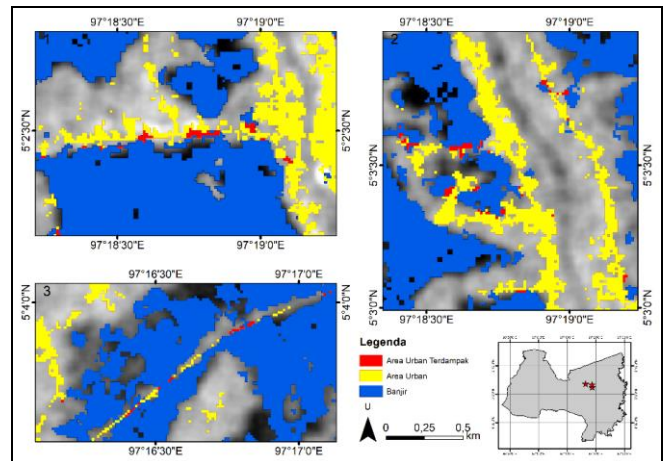 97°18'30"E 97°19'0"E
5°2'30"N
5°2'30"N
97°18'30"E 97°19'0"E
97°18'30"E 97°19'0"E
2
5°3'30"N
5°3'30"N
5°3'0"N
5°3'0"N
97°18'30"E 97°19'0"E
97°16'30"E 97°17'0"E
3
5°4'0"N
5°4'0"N
97°16'30"E 97°17'0"E
Legenda
Area Urban Terdampak
Area Urban
Banjir
U
0 0,25 0,5
km